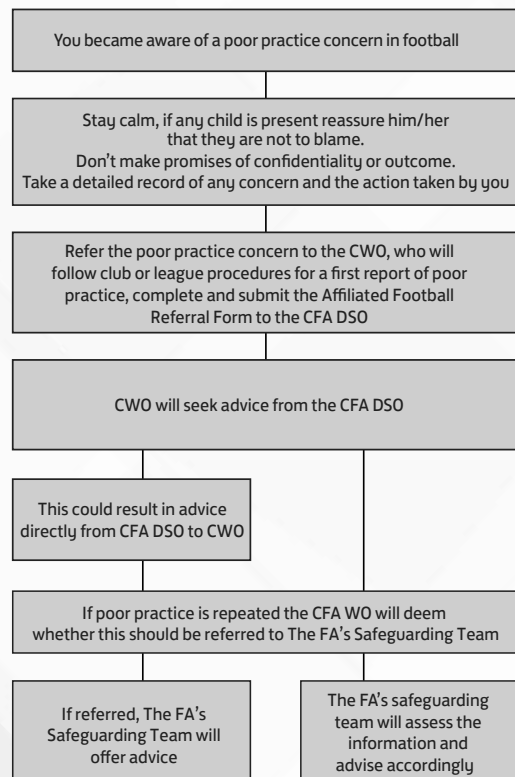 You became aware of a poor practice concern in football
Stay calm, if any child is present reassure him/her
that they are not to blame.
Don't make promises of confidentiality or outcome.
Take a detailed record of any concern and the action taken by you
Refer the poor practice concern to the CWO, who will
follow club or league procedures for a first report of poor
practice, complete and submit the Affiliated Football
Referral Form to the CFA DSO
CWO will seek advice from the CFA DSO
This could result in advice
directly from CFA DSO to CWO
If poor practice is repeated the CFA WO will deem
whether this should be referred to The FA's Safeguarding Team
If referred, The FA's
Safeguarding Team will
offer advice
The FA's safeguarding
team will assess the
information and
advise accordingly